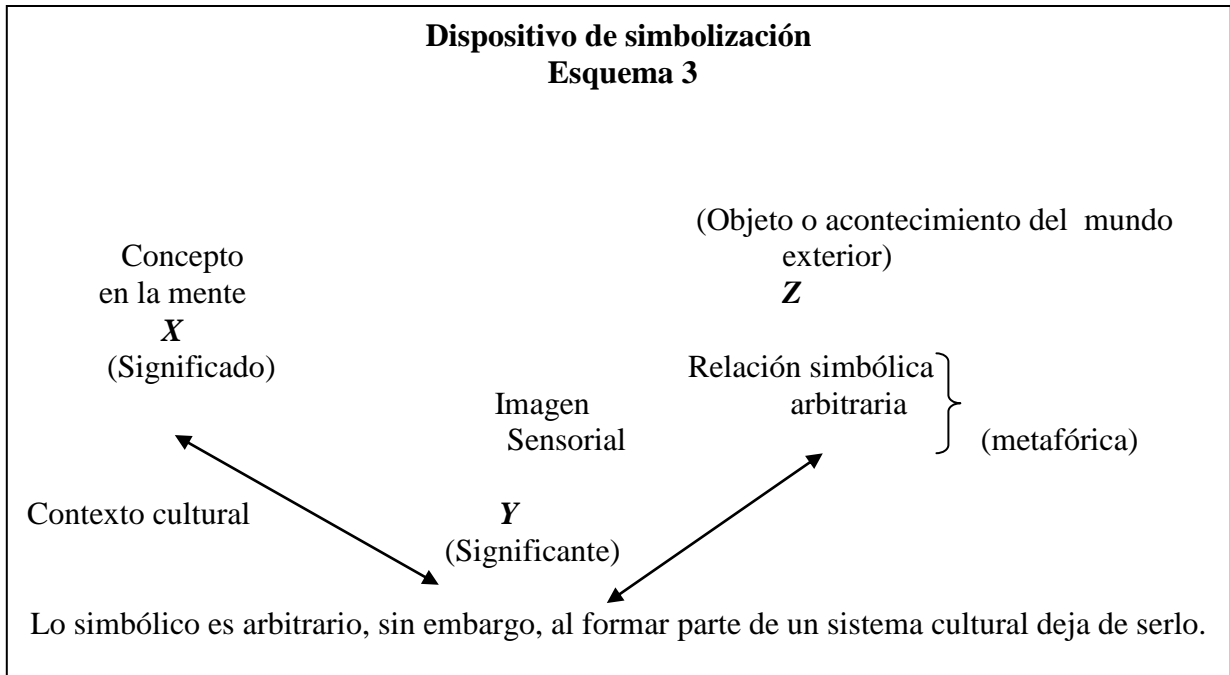 Dispositivo de simbolización
Esquema 3
(Objeto o acontecimiento del mundo
exterior)
Z
Concepto
en la mente
X
(Significado)
Relación simbólica
arbitraria
(metafórica)
Imagen
Sensorial
Contexto cultural
Y
(Significante)
Lo simbólico es arbitrario, sin embargo, al formar parte de un sistema cultural deja de serlo.